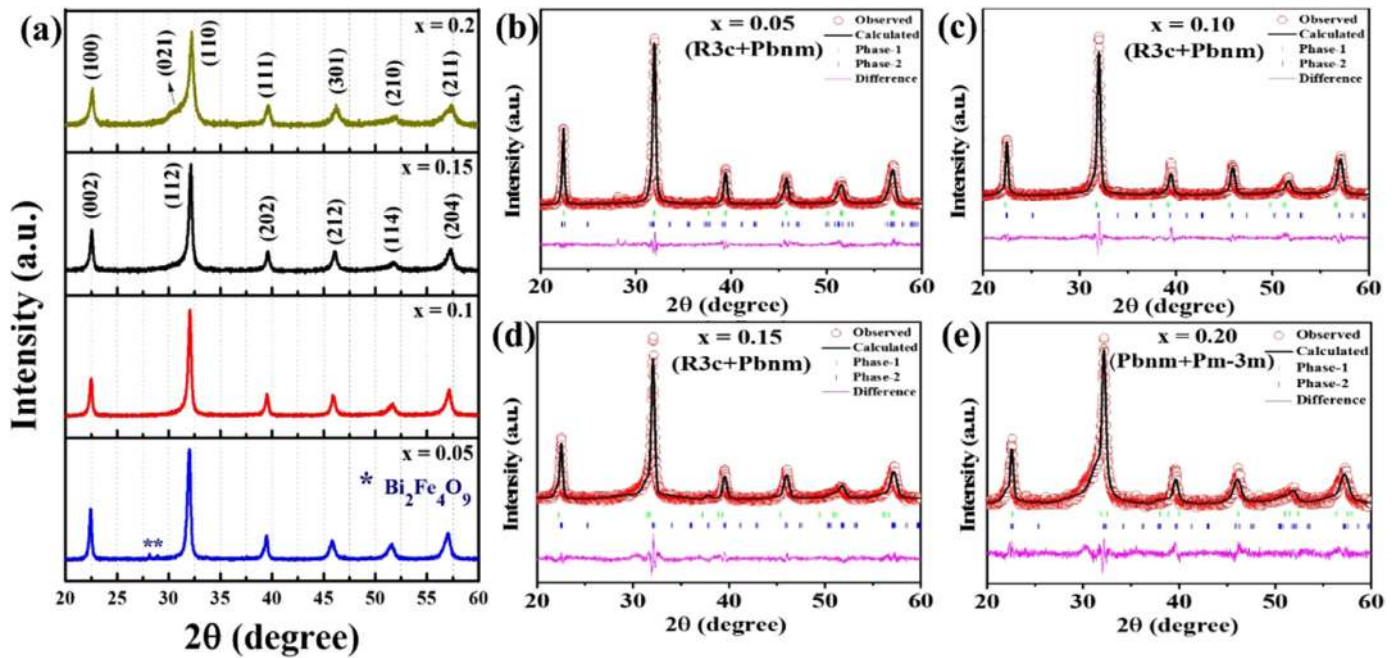 (a)
x = 0.2
(100)
(021)
(110)
(111)
(301)
(210)
(211)
x = 0.15
(002)
(112)
(202)
(212)
(114)
(204)
x = 0.1
x = 0.05
* Bi₂Fe₄O₉
**
20 25 30 35 40 45 50 55 60
2θ (degree)
Intensity (a.u.)
(b)
x = 0.05
(R3c+Pbnm)
Observed
Calculated
Phase-1
Phase-2
Difference
Intensity (a.u.)
20 30 40 50 60
2θ (degree)
(c)
x = 0.10
(R3c+Pbnm)
Observed
Calculated
Phase-1
Phase-2
Difference
Intensity (a.u.)
20 30 40 50 60
2θ (degree)
(d)
x = 0.15
(R3c+Pbnm)
Observed
Calculated
Phase-1
Phase-2
Difference
Intensity (a.u.)
20 30 40 50 60
2θ (degree)
(e)
x = 0.20
(Pbnm+Pm-3m)
Observed
Calculated
Phase-1
Phase-2
Difference
Intensity (a.u.)
20 30 40 50 60
2θ (degree)